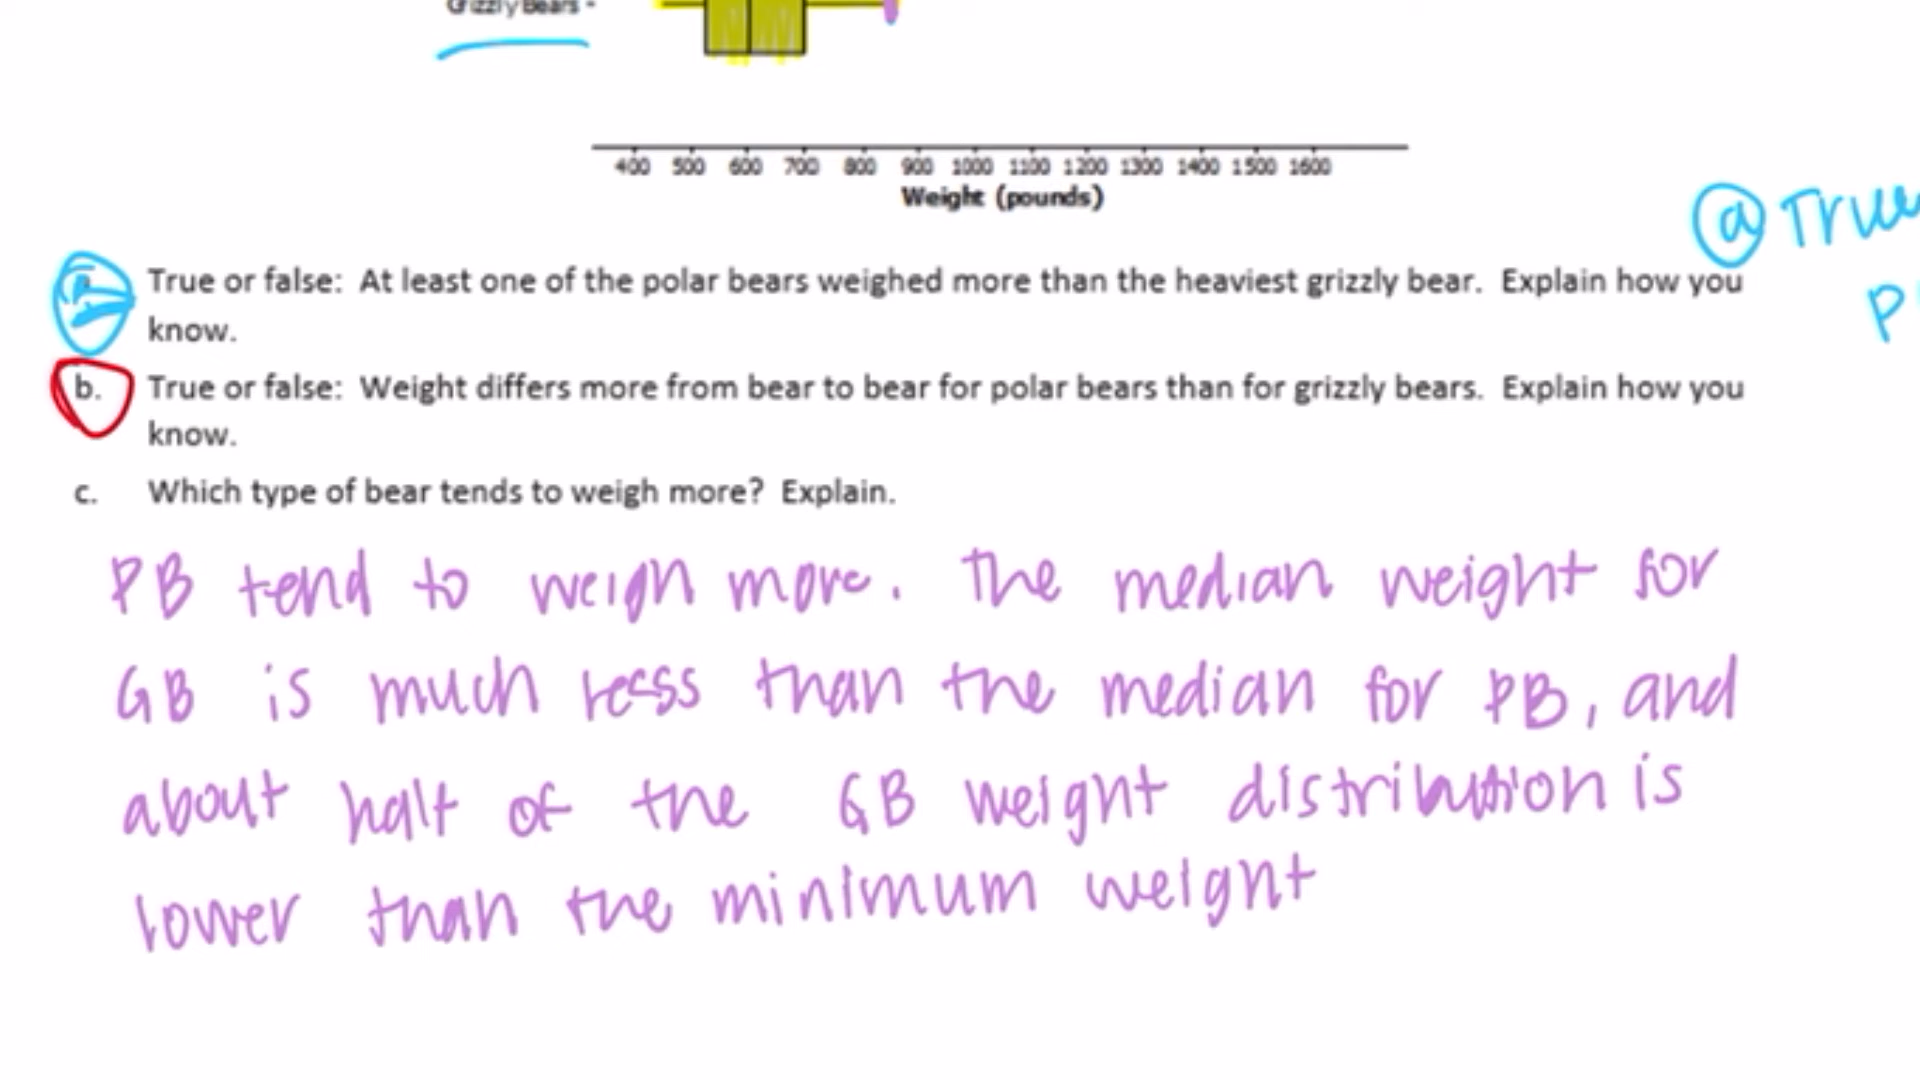 Grizzly Bears -
400 500 600 700 800 900 1000 1100 1200 1300 1400 1500 1600
Weight (pounds)
a True
a. True or false: At least one of the polar bears weighed more than the heaviest grizzly bear. Explain how you
know.
b. True or false: Weight differs more from bear to bear for polar bears than for grizzly bears. Explain how you
know.
c. Which type of bear tends to weigh more? Explain.
PB tend to weigh more. The median weight for
GB is much less than the median for PB, and
about half of the GB weight distribution is
lower than the minimum weight